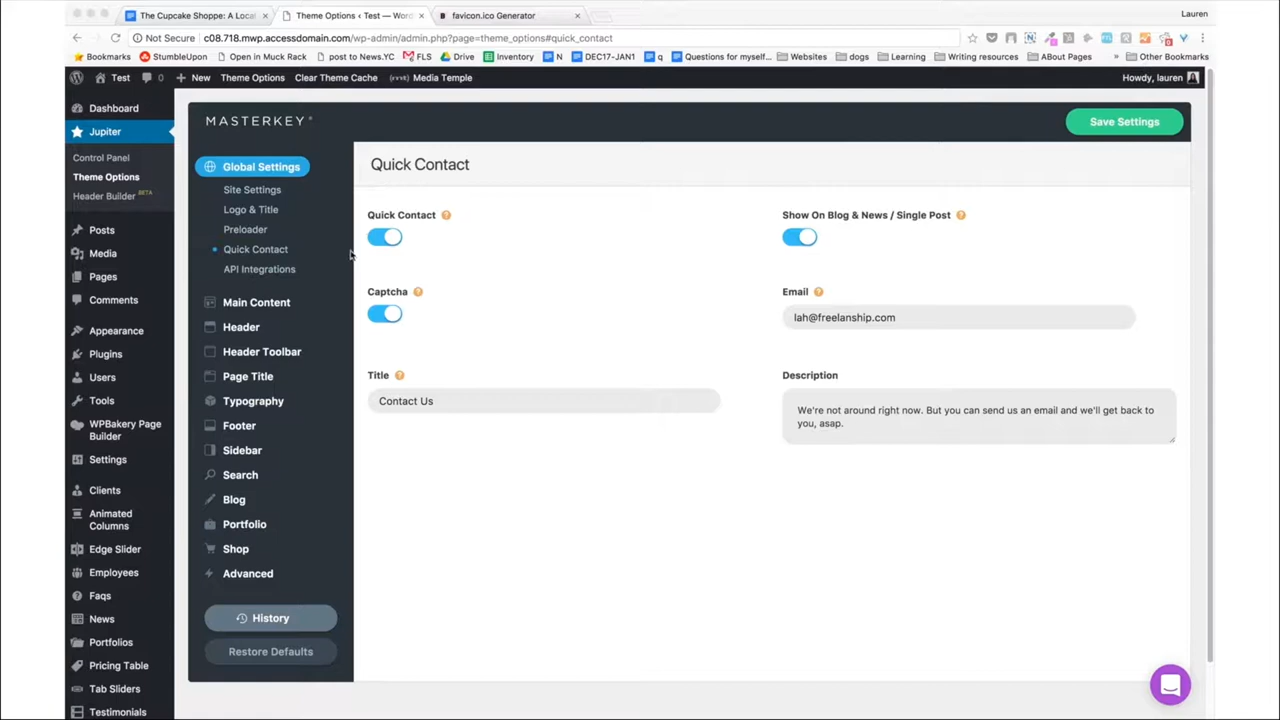 The Cupcake Shoppe: A Local
Theme Options ‹ Test — Word
favicon.ico Generator
Lauren
Not Secure
c08.718.mwp.accessdomain.com/wp-admin/admin.php?page=theme_options#quick_contact
Bookmarks
StumbleUpon
Open in Muck Rack
post to News.YC
FLS
Drive
Inventory
N
DEC17-JAN1
q
Questions for myself...
Websites
dogs
Learning
Writing resources
ABout Pages
»
Other Bookmarks
Test
0
New
Theme Options
Clear Theme Cache
Media Temple
Howdy, lauren
Dashboard
Jupiter
Control Panel
Theme Options
Header Builder BETA
Posts
Media
Pages
Comments
Appearance
Plugins
Users
Tools
WPBakery Page
Builder
Settings
Clients
Animated
Columns
Edge Slider
Employees
Faqs
News
Portfolios
Pricing Table
Tab Sliders
Testimonials
MASTERKEY
Save Settings
Global Settings
Site Settings
Logo & Title
Preloader
Quick Contact
API Integrations
Main Content
Header
Header Toolbar
Page Title
Typography
Footer
Sidebar
Search
Blog
Portfolio
Shop
Advanced
History
Restore Defaults
Quick Contact
Quick Contact ?
Show On Blog & News / Single Post ?
Captcha ?
Email ?
lah@freelanship.com
Title ?
Contact Us
Description
We're not around right now. But you can send us an email and we'll get back to
you, asap.